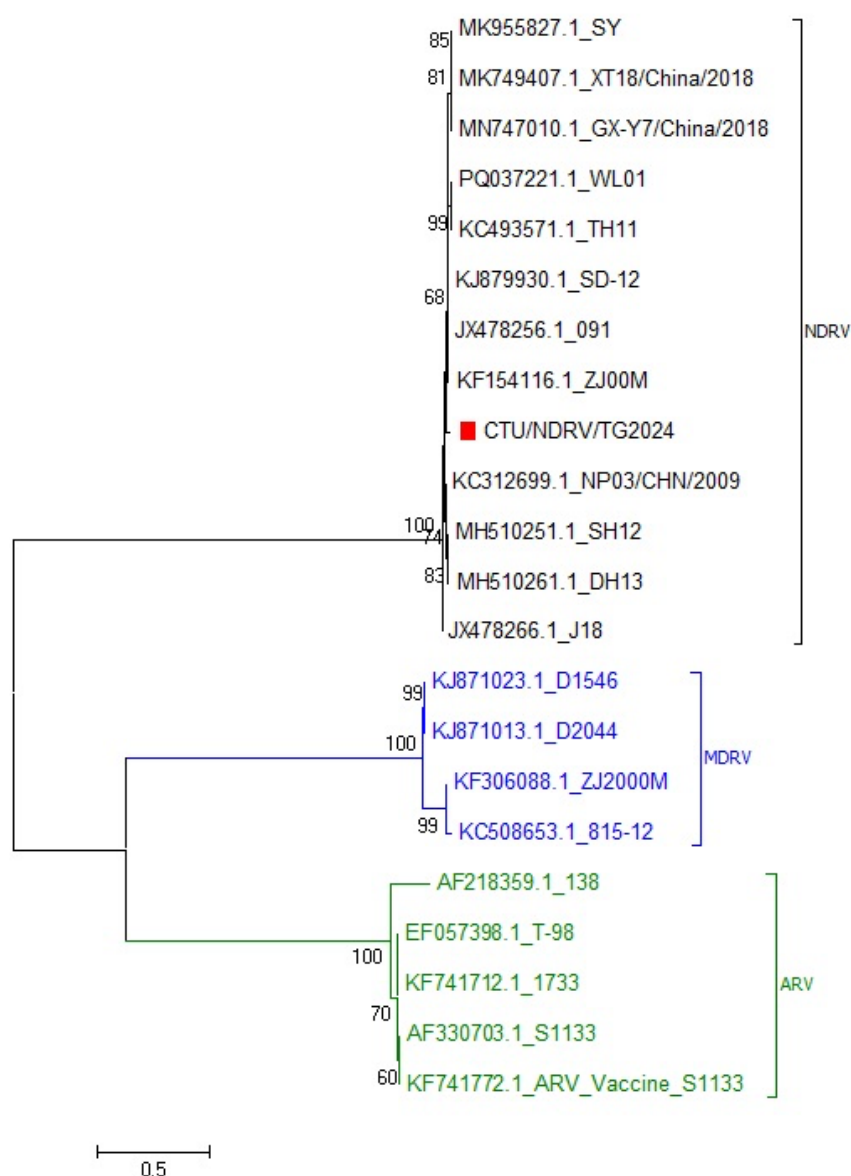 85
MK955827.1_SY
81
MK749407.1_XT18/China/2018
MN747010.1_GX-Y7/China/2018
PQ037221.1_WL01
99
KC493571.1_TH11
KJ879930.1_SD-12
68
JX478256.1_091
NDRV
KF154116.1_ZJ00M
CTU/NDRV/TG2024
KC312699.1_NP03/CHN/2009
100
74
MH510251.1_SH12
83
MH510261.1_DH13
JX478266.1_J18
99
KJ871023.1_D1546
KJ871013.1_D2044
100
MDRV
KF306088.1_ZJ2000M
99
KC508653.1_815-12
AF218359.1_138
EF057398.1_T-98
100
KF741712.1_1733
ARV
70
AF330703.1_S1133
60
KF741772.1_ARV_Vaccine_S1133
0.5